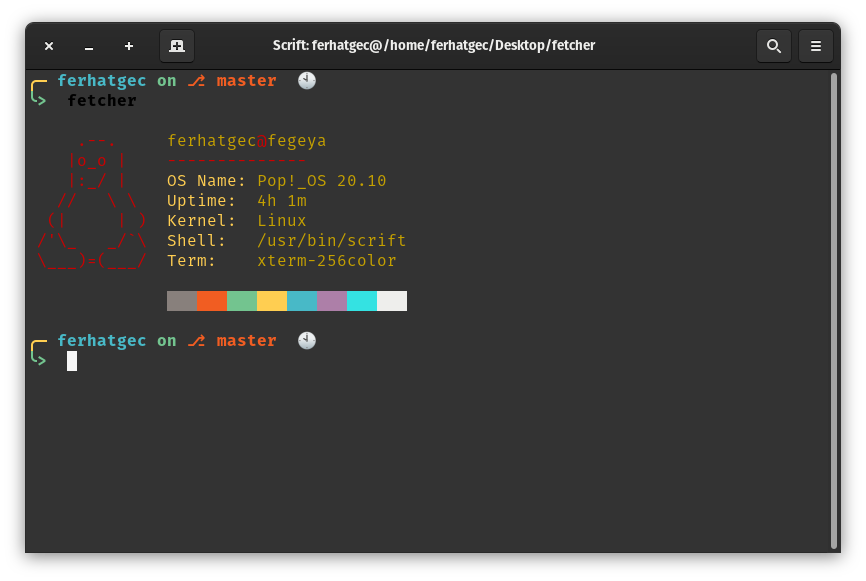 Scrift: ferhatgec@/home/ferhatgec/Desktop/fetcher
╭─ ferhatgec on ⎇ master 🕙
╰> fetcher
    .--.      ferhatgec@fegeya
   |o_o |     --------------
   |:_/ |     OS Name: Pop!_OS 20.10
  //   \ \    Uptime:  4h 1m
 (|     | )   Kernel:  Linux
/'\_   _/`\   Shell:   /usr/bin/scrift
\___)=(___/   Term:    xterm-256color
╭─ ferhatgec on ⎇ master 🕙
╰>